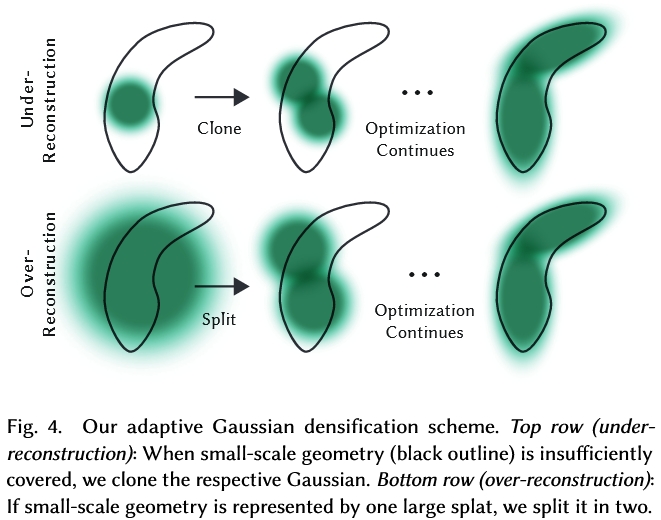 Under-
Reconstruction
Clone
...
Optimization
Continues
Over-
Reconstruction
Split
...
Optimization
Continues
Fig. 4. Our adaptive Gaussian densification scheme. Top row (under-
reconstruction): When small-scale geometry (black outline) is insufficiently
covered, we clone the respective Gaussian. Bottom row (over-reconstruction):
If small-scale geometry is represented by one large splat, we split it in two.